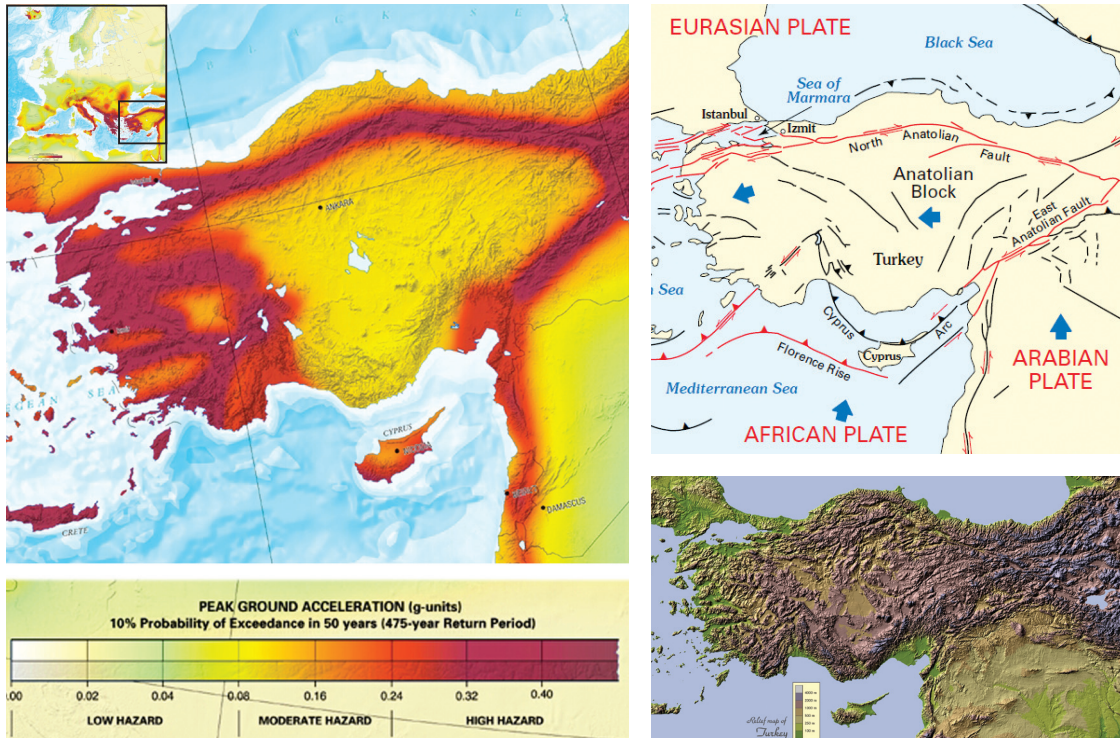 ANKARA
CYPRUS
NICOSIA
DAMASCUS
SEA
CRETE
PEAK GROUND ACCELERATION (g-units)
10% Probability of Exceedance in 50 years (475-year Return Period)
0.02 0.04 0.08 0.16 0.24 0.32 0.40
LOW HAZARD MODERATE HAZARD HIGH HAZARD
EURASIAN PLATE
Black Sea
Sea of
Marmara
Istanbul
Izmit
North Anatolian
Fault
Anatolian
Block
East
Anatolian Fault
Turkey
Sea
Cyprus Arc
Cyprus
Florence Rise
ARABIAN
PLATE
Mediterranean Sea
AFRICAN PLATE
Relief map of
Turkey